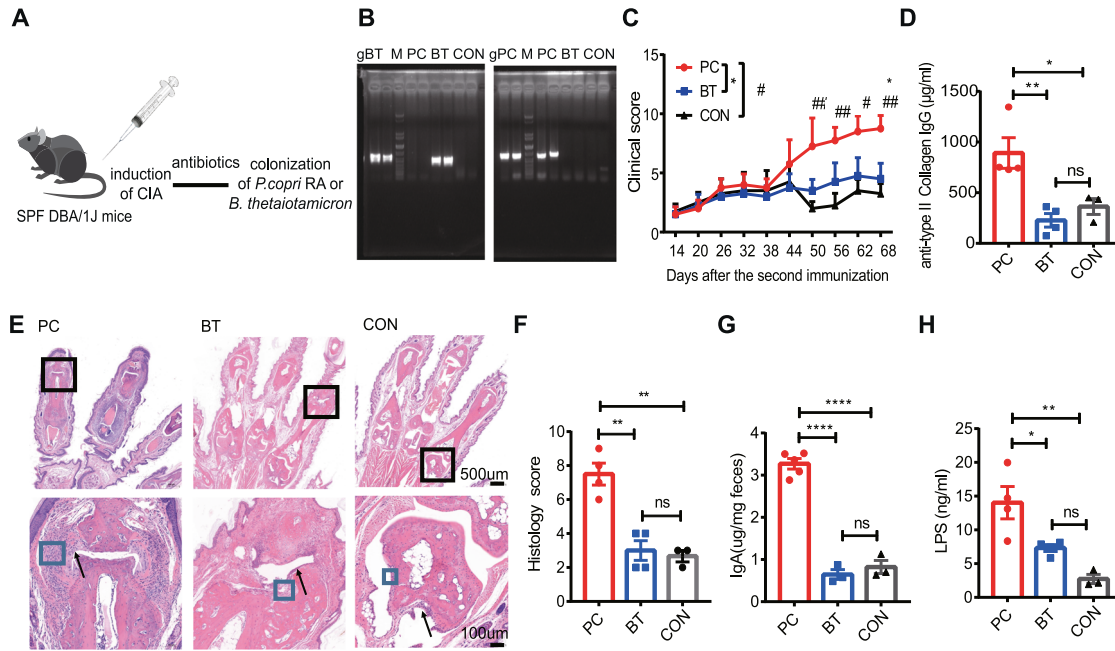 A
SPF DBA/1J mice
induction
of CIA
antibiotics
colonization
of P.copri RA or
B. thetaiotamicron
B
gBT M PC BT CON
gPC M PC BT CON
C
Clinical score
15
10
5
0
PC
BT
CON
*
#
##'
##
#
*
##
14 20 26 32 38 44 50 56 62 68
Days after the second immunization
D
anti-type II Collagen IgG (μg/ml)
1500
1000
500
0
*
**
ns
PC BT CON
E
PC BT CON
500um
100um
F
Histology score
10
8
6
4
2
0
**
**
ns
PC BT CON
G
IgA(ug/mg feces)
4
3
2
1
0
****
****
ns
PC BT CON
H
LPS (ng/ml)
25
20
15
10
5
0
**
*
ns
PC BT CON